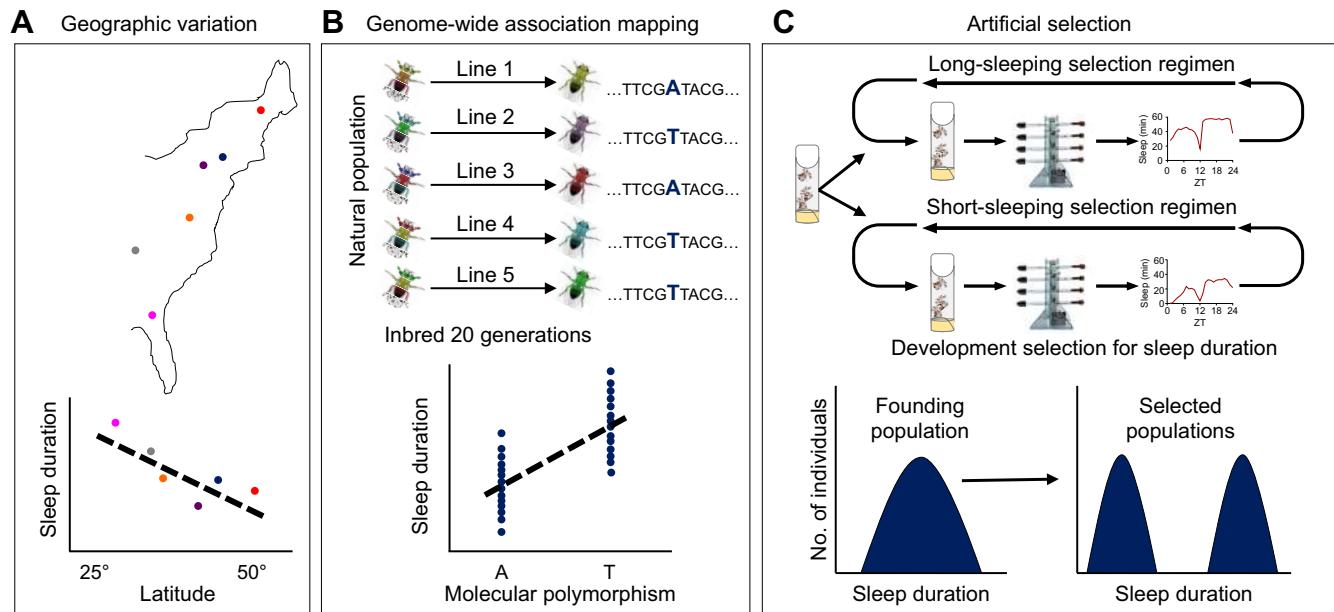 A Geographic variation
Sleep duration
25° 50°
Latitude
B Genome-wide association mapping
Natural population
Line 1 …TTCGATACG…
Line 2 …TTCGTTACG…
Line 3 …TTCGATACG…
Line 4 …TTCGTTACG…
Line 5 …TTCGTTACG…
Inbred 20 generations
Sleep duration
A T
Molecular polymorphism
C Artificial selection
Long-sleeping selection regimen
Sleep (min)
60
40
20
0
0 6 12 18 24
ZT
Short-sleeping selection regimen
Sleep (min)
60
40
20
0
0 6 12 18 24
ZT
Development selection for sleep duration
No. of individuals
Founding
population
Sleep duration
Selected
populations
Sleep duration